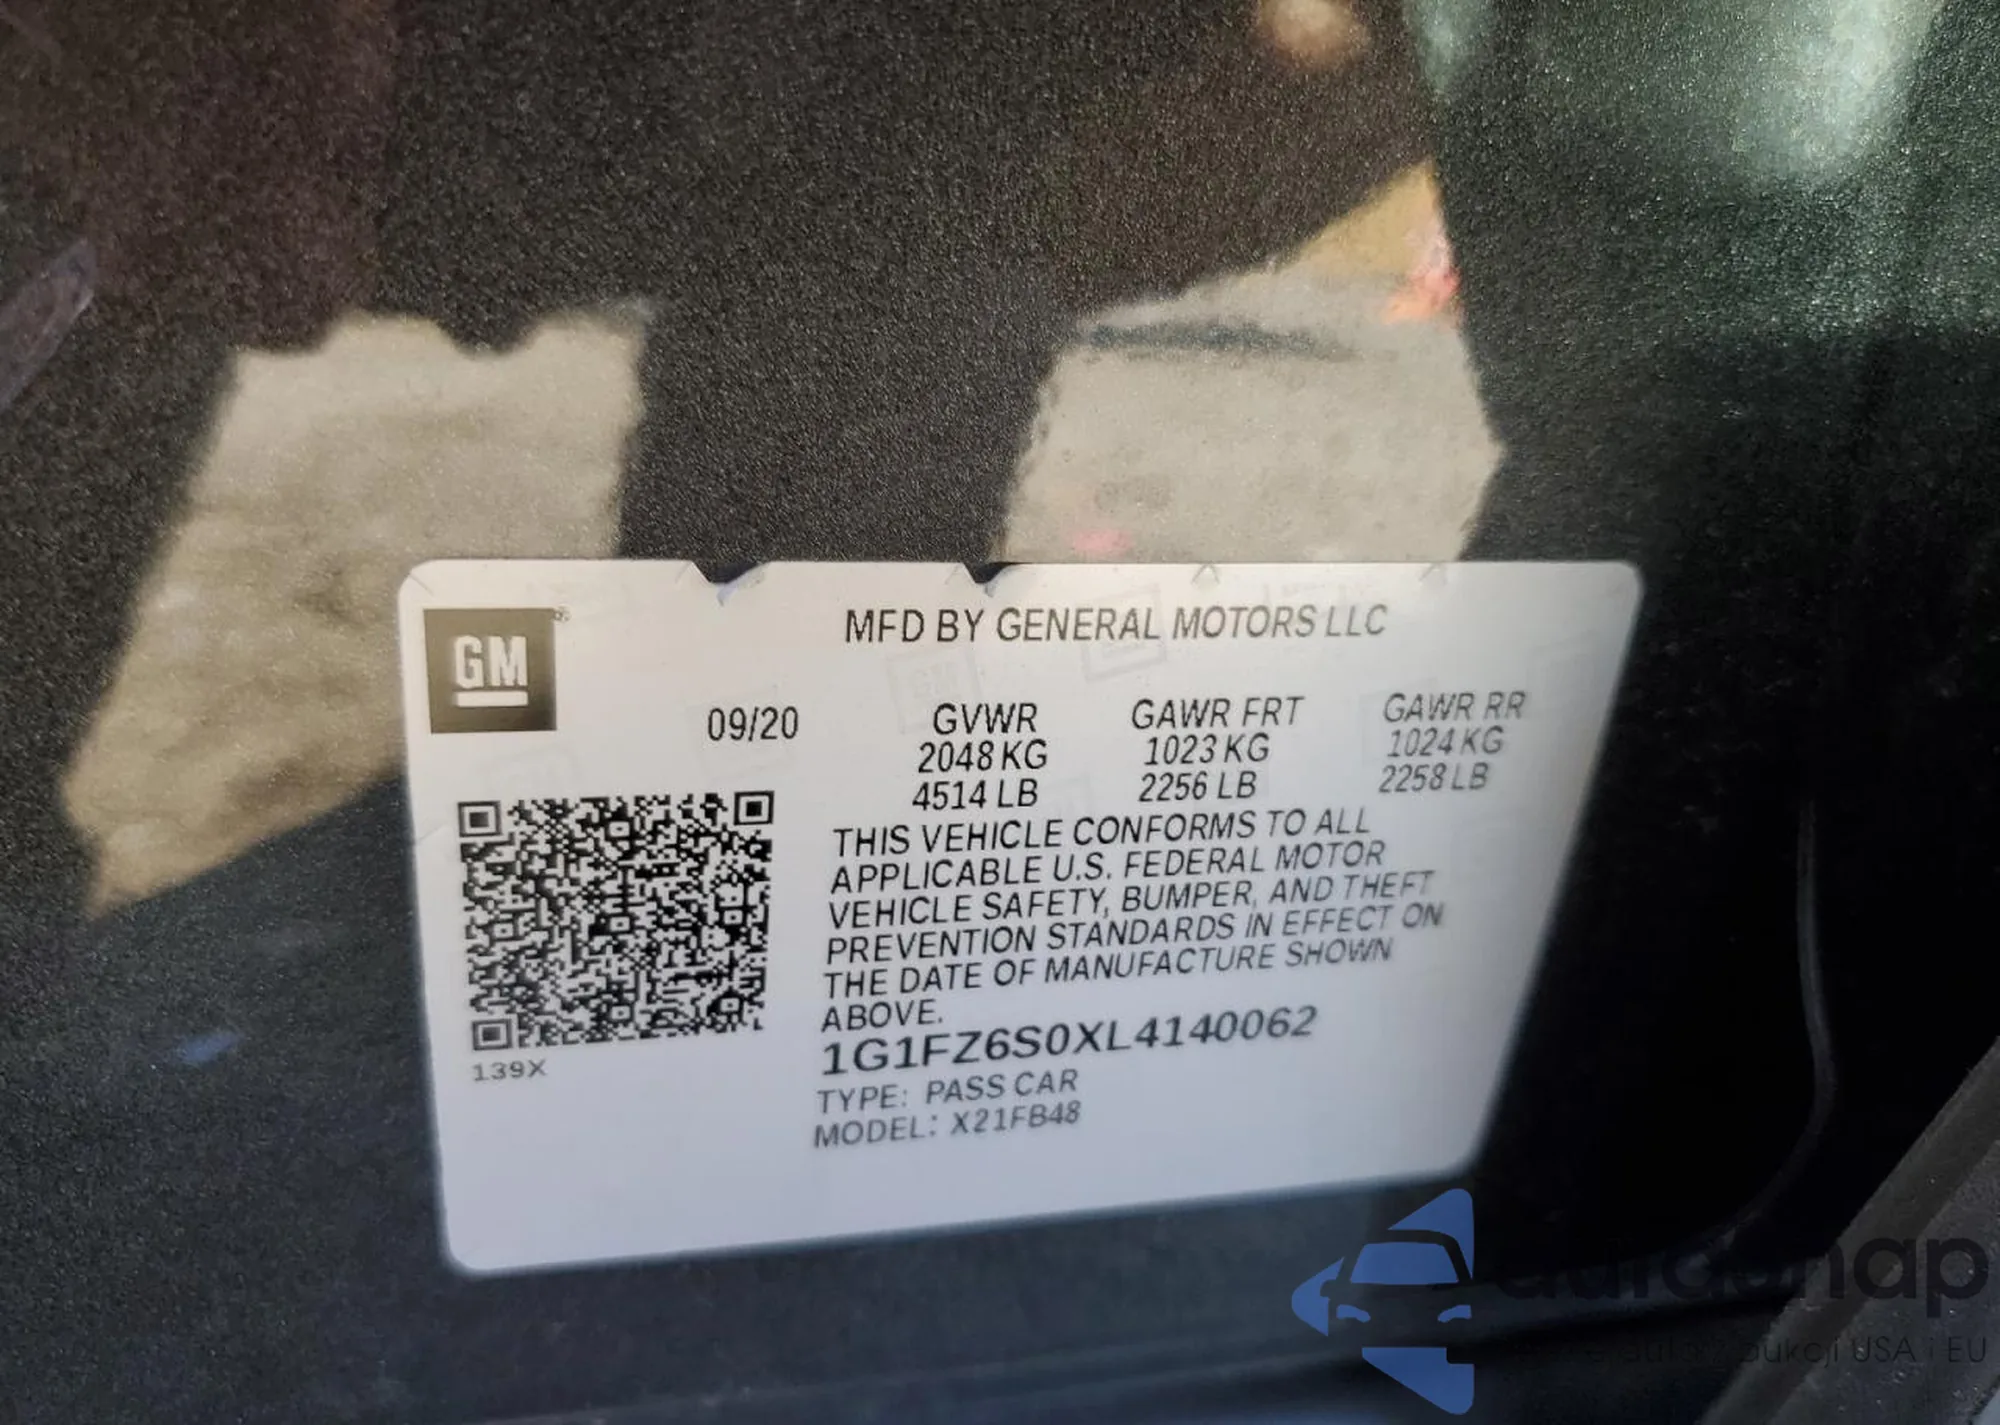 GM
®
MFD BY GENERAL MOTORS LLC
09/20
GVWR GAWR FRT GAWR RR
2048 KG 1023 KG 1024 KG
4514 LB 2256 LB 2258 LB
THIS VEHICLE CONFORMS TO ALL
APPLICABLE U.S. FEDERAL MOTOR
VEHICLE SAFETY, BUMPER, AND THEFT
PREVENTION STANDARDS IN EFFECT ON
THE DATE OF MANUFACTURE SHOWN
ABOVE.
1G1FZ6S0XL4140062
139X
TYPE: PASS CAR
MODEL: X21FB48
USA i EU